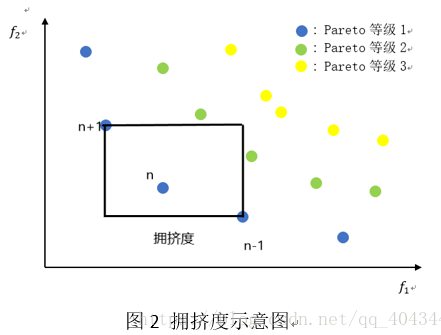 f₂
: Pareto 等级 1
: Pareto 等级 2
: Pareto 等级 3
n+1
n
拥挤度
n-1
f₁
图 2 拥挤度示意图